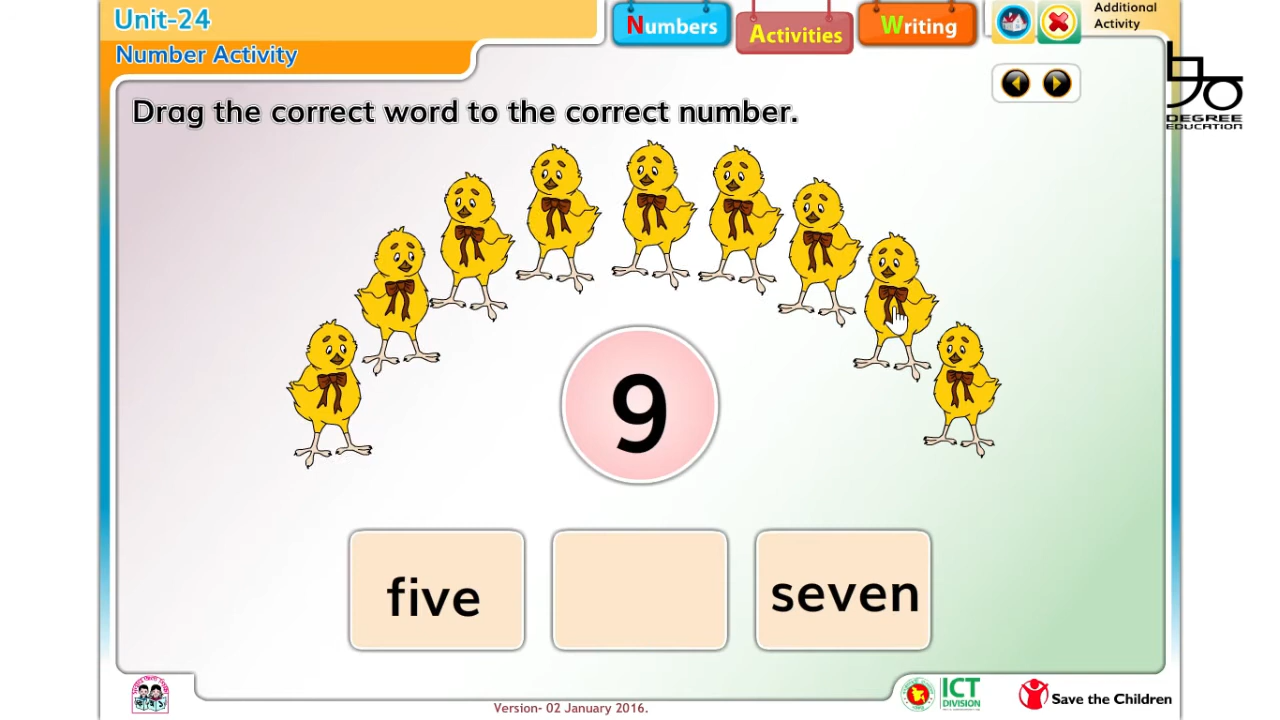 Unit-24
Numbers
Activities
Writing
Additional
Activity
Number Activity
DEGREE
EDUCATION
Drag the correct word to the correct number.
9
five
seven
Version- 02 January 2016.
ICT
DIVISION
Save the Children